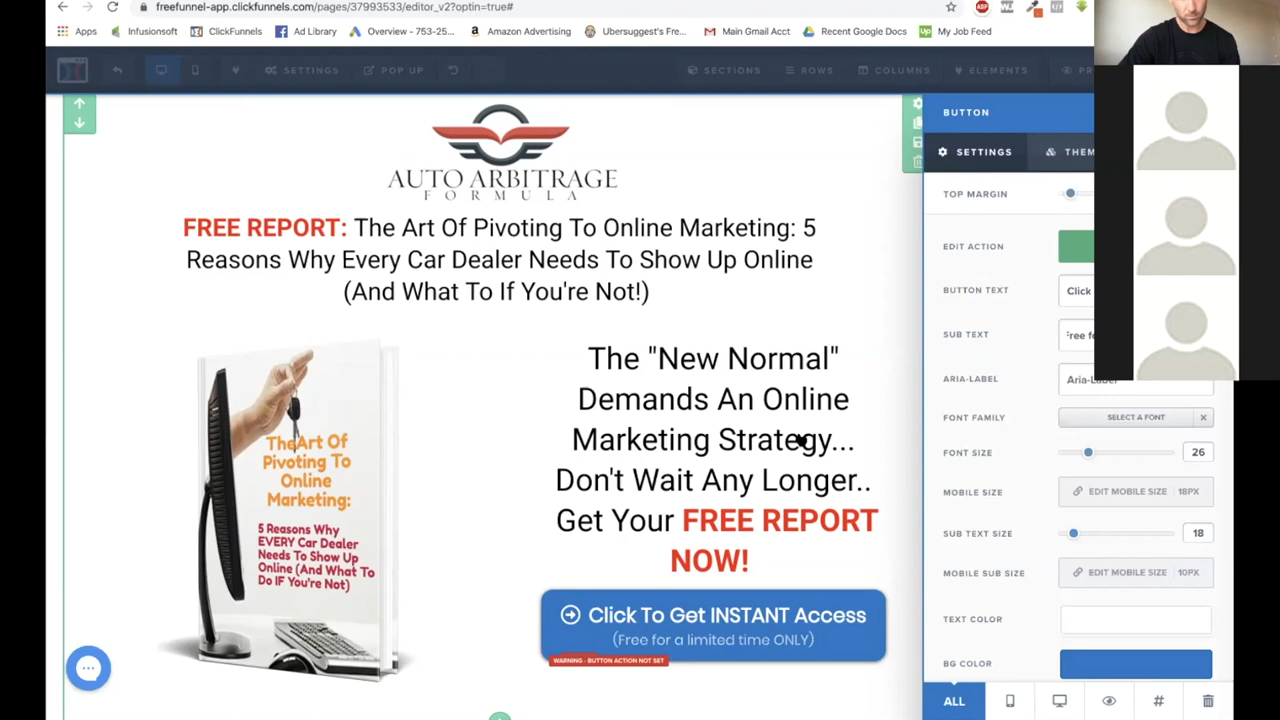 freefunnel-app.clickfunnels.com/pages/37993533/editor_v2?optin=true#
Apps
Infusionsoft
ClickFunnels
Ad Library
Overview - 753-25...
Amazon Advertising
Ubersuggest's Fre...
Main Gmail Acct
Recent Google Docs
Up
My Job Feed
ABP
SETTINGS
POP UP
SECTIONS
ROWS
COLUMNS
ELEMENTS
AUTO ARBITRAGE
FORMULA
FREE REPORT: The Art Of Pivoting To Online Marketing: 5
Reasons Why Every Car Dealer Needs To Show Up Online
(And What To If You're Not!)
TheArt Of
Pivoting To
Online
Marketing:
5 Reasons Why
EVERY Car Dealer
Needs To Show Up
Online (And What To
Do IF You're Not)
The "New Normal"
Demands An Online
Marketing Strategy...
Don't Wait Any Longer..
Get Your FREE REPORT
NOW!
Click To Get INSTANT Access
(Free for a limited time ONLY)
WARNING - BUTTON ACTION NOT SET
BUTTON
SETTINGS
THEM
TOP MARGIN
EDIT ACTION
BUTTON TEXT Click
SUB TEXT
ARIA-LABEL Aria-Label
FONT FAMILY SELECT A FONT ×
FONT SIZE 26
MOBILE SIZE EDIT MOBILE SIZE 18PX
SUB TEXT SIZE 18
MOBILE SUB SIZE EDIT MOBILE SIZE 10PX
TEXT COLOR
BG COLOR
ALL
#